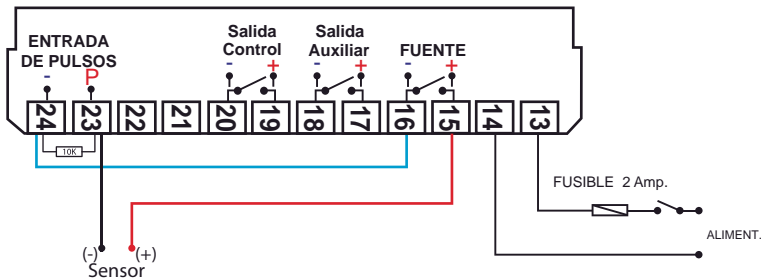 ENTRADA
DE PULSOS
- P
Salida
Control
- +
Salida
Auxiliar
- +
FUENTE
- +
24 23 22 21 20 19 18 17 16 15 14 13
10K
FUSIBLE 2 Amp.
ALIMENT.
(-) (+)
Sensor